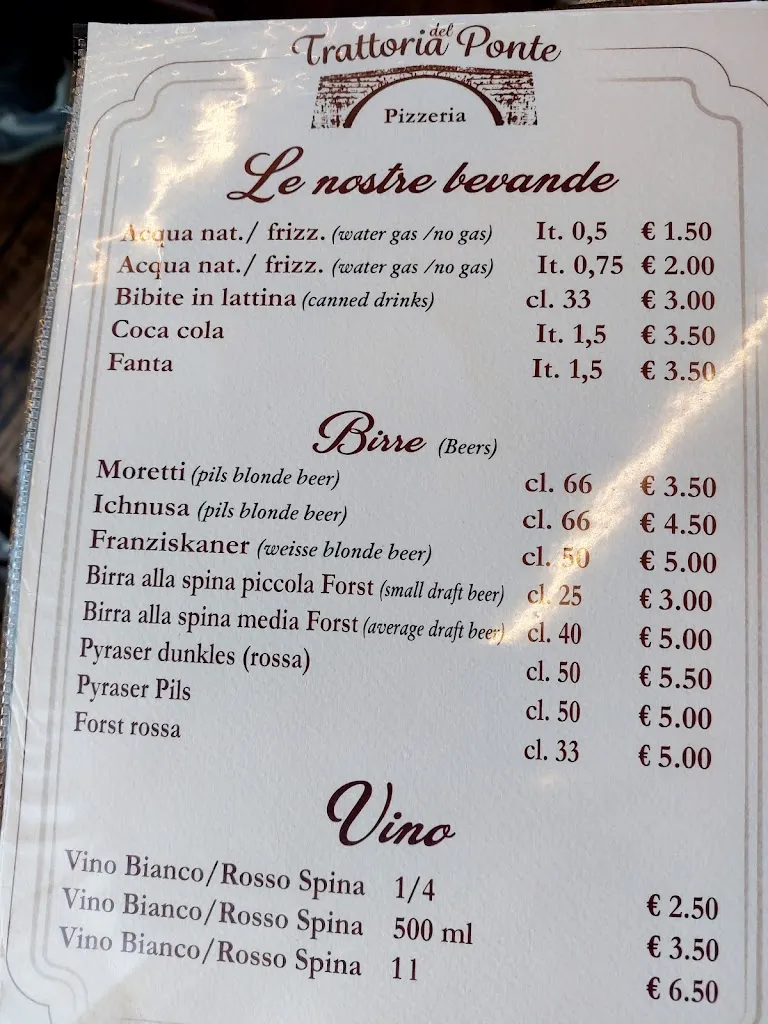 Trattoria del Ponte
Pizzeria
Le nostre bevande
Acqua nat./ frizz. (water gas /no gas) It. 0,5 € 1.50
Acqua nat./ frizz. (water gas /no gas) It. 0,75 € 2.00
Bibite in lattina (canned drinks) cl. 33 € 3.00
Coca cola It. 1,5 € 3.50
Fanta It. 1,5 € 3.50
Birre (Beers)
Moretti (pils blonde beer) cl. 66 € 3.50
Ichnusa (pils blonde beer) cl. 66 € 4.50
Franziskaner (weisse blonde beer) cl. 50 € 5.00
Birra alla spina piccola Forst (small draft beer) cl. 25 € 3.00
Birra alla spina media Forst (average draft beer) cl. 40 € 5.00
Pyraser dunkles (rossa) cl. 50 € 5.50
Pyraser Pils cl. 50 € 5.00
Forst rossa cl. 33 € 5.00
Vino
Vino Bianco/Rosso Spina 1/4 € 2.50
Vino Bianco/Rosso Spina 500 ml € 3.50
Vino Bianco/Rosso Spina 1 l € 6.50